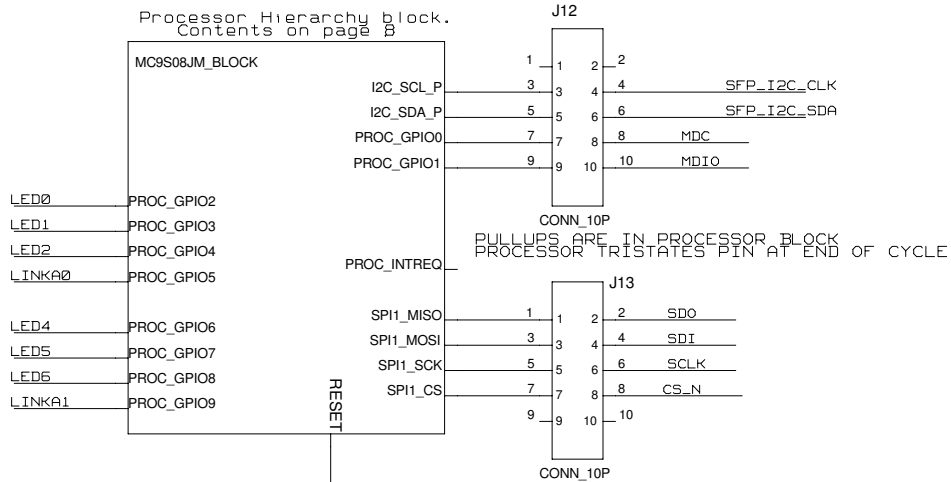 Processor Hierarchy block.
Contents on page 8
J12
MC9S08JM_BLOCK
1 1 2 2
I2C_SCL_P 3 3 4 4 SFP_I2C_CLK
I2C_SDA_P 5 5 6 6 SFP_I2C_SDA
PROC_GPIO0 7 7 8 8 MDC
PROC_GPIO1 9 9 10 10 MDIO
LED0 PROC_GPIO2
CONN_10P
LED1 PROC_GPIO3
PULLUPS ARE IN PROCESSOR BLOCK
LED2 PROC_GPIO4
PROCESSOR TRISTATES PIN AT END OF CYCLE
PROC_INTREQ
LINKA0 PROC_GPIO5
J13
SPI1_MISO 1 1 2 2 SDO
LED4 PROC_GPIO6
SPI1_MOSI 3 3 4 4 SDI
LED5 PROC_GPIO7
SPI1_SCK 5 5 6 6 SCLK
LED6 PROC_GPIO8
SPI1_CS 7 7 8 8 CS_N
LINKA1 PROC_GPIO9
RESET
9 9 10 10
CONN_10P